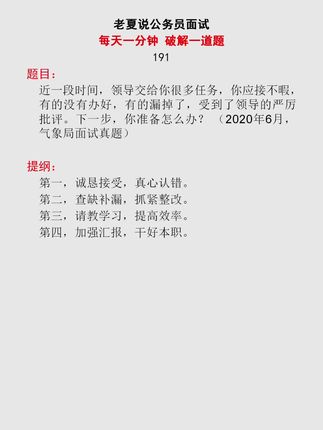 老夏说公务员面试
每天一分钟 破解一道题
191
题目：
近一段时间，领导交给你很多任务，你应接不暇，
有的没有办好，有的漏掉了，受到了领导的严厉
批评。下一步，你准备怎么办？（2020年6月，
气象局面试真题）
提纲：
第一，诚恳接受，真心认错。
第二，查缺补漏，抓紧整改。
第三，请教学习，提高效率。
第四，加强汇报，干好本职。